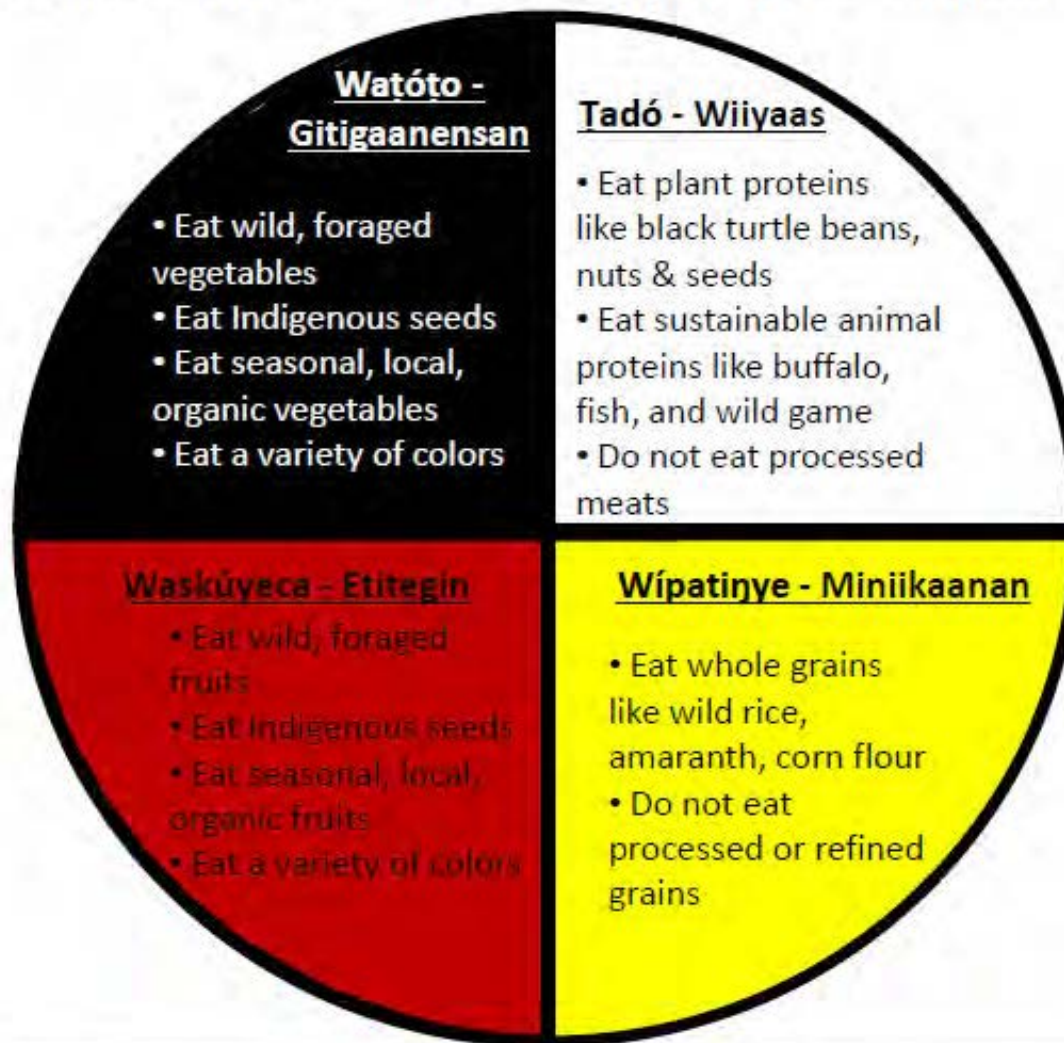 Waṭóṭo -
Gitigaanensan
• Eat wild, foraged
vegetables
• Eat Indigenous seeds
• Eat seasonal, local,
organic vegetables
• Eat a variety of colors
Ṭadó - Wiiyaas
• Eat plant proteins
like black turtle beans,
nuts & seeds
• Eat sustainable animal
proteins like buffalo,
fish, and wild game
• Do not eat processed
meats
Waskúyeca - Etitegin
• Eat wild, foraged
fruits
• Eat Indigenous seeds
• Eat seasonal, local,
organic fruits
• Eat a variety of colors
Wípatiŋye - Miniikaanan
• Eat whole grains
like wild rice,
amaranth, corn flour
• Do not eat
processed or refined
grains